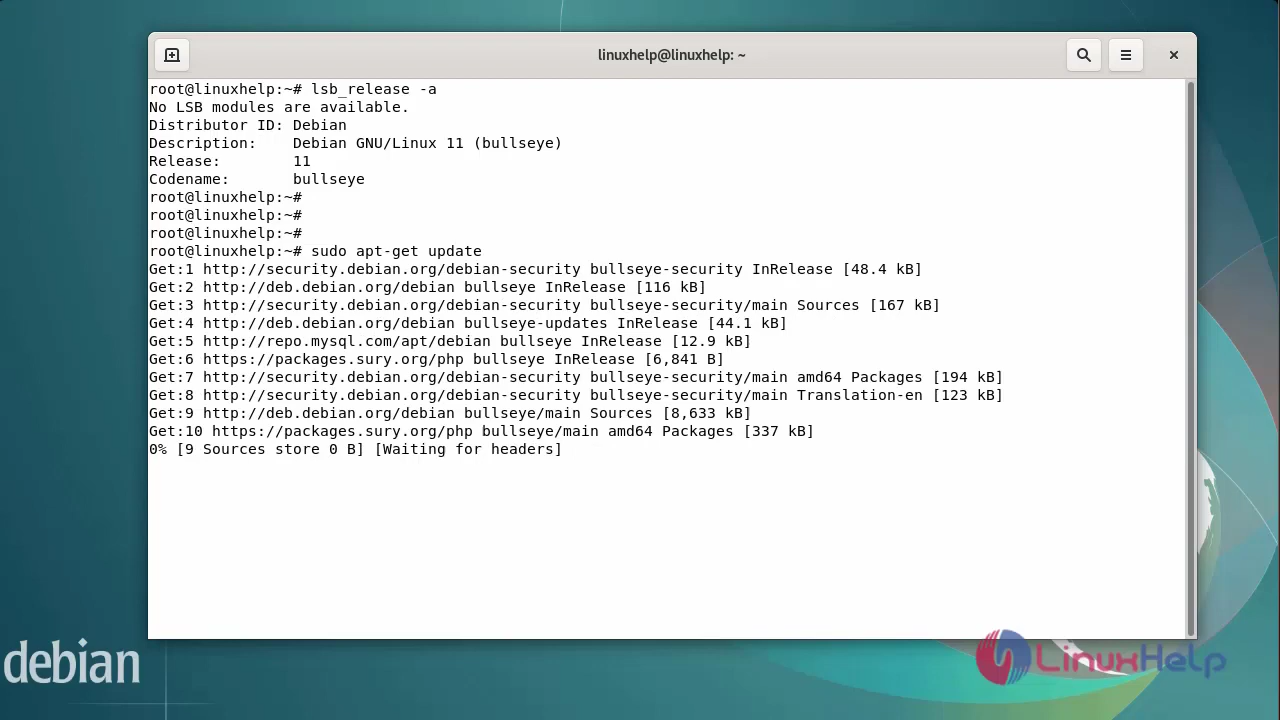 linuxhelp@linuxhelp: ~
root@linuxhelp:~# lsb_release -a
No LSB modules are available.
Distributor ID: Debian
Description:    Debian GNU/Linux 11 (bullseye)
Release:        11
Codename:       bullseye
root@linuxhelp:~#
root@linuxhelp:~#
root@linuxhelp:~#
root@linuxhelp:~# sudo apt-get update
Get:1 http://security.debian.org/debian-security bullseye-security InRelease [48.4 kB]
Get:2 http://deb.debian.org/debian bullseye InRelease [116 kB]
Get:3 http://security.debian.org/debian-security bullseye-security/main Sources [167 kB]
Get:4 http://deb.debian.org/debian bullseye-updates InRelease [44.1 kB]
Get:5 http://repo.mysql.com/apt/debian bullseye InRelease [12.9 kB]
Get:6 https://packages.sury.org/php bullseye InRelease [6,841 B]
Get:7 http://security.debian.org/debian-security bullseye-security/main amd64 Packages [194 kB]
Get:8 http://security.debian.org/debian-security bullseye-security/main Translation-en [123 kB]
Get:9 http://deb.debian.org/debian bullseye/main Sources [8,633 kB]
Get:10 https://packages.sury.org/php bullseye/main amd64 Packages [337 kB]
0% [9 Sources store 0 B] [Waiting for headers]
debian
LinuxHelp